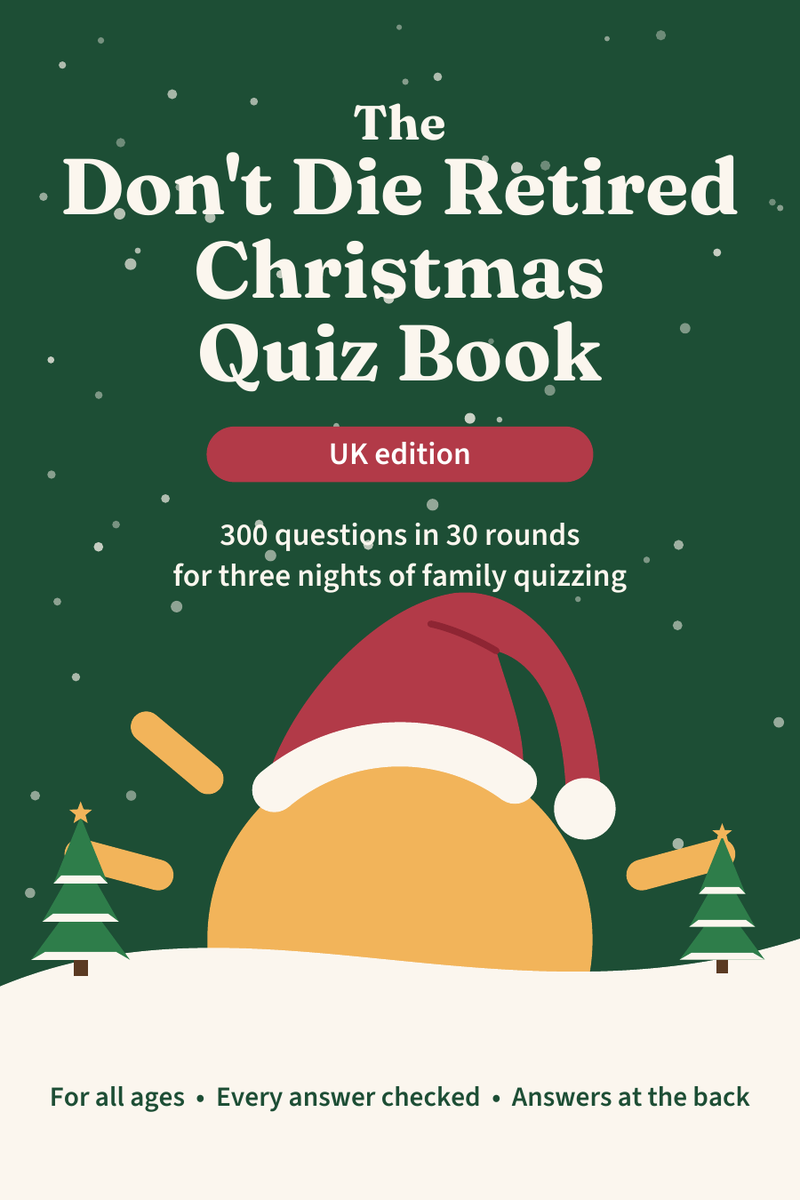 The
Don't Die Retired
Christmas
Quiz Book
UK edition
300 questions in 30 rounds
for three nights of family quizzing
For all ages • Every answer checked • Answers at the back